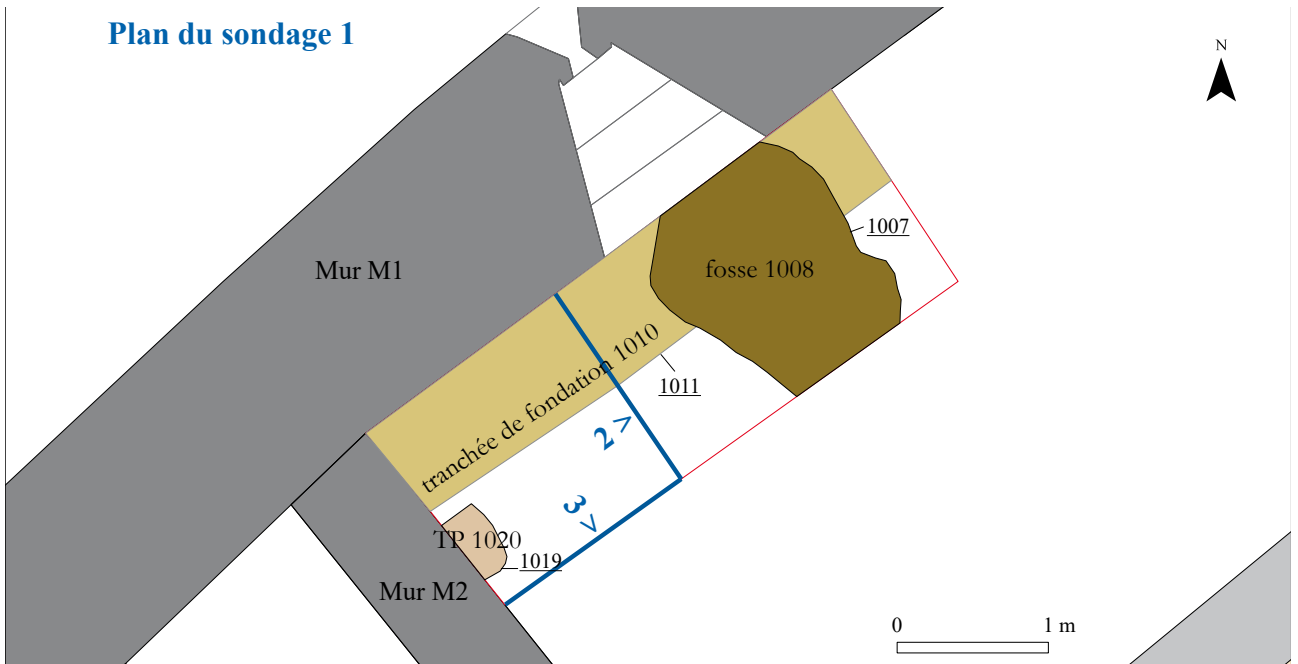 Plan du sondage 1
N
Mur M1
1007
fosse 1008
tranchée de fondation 1010
1011
2 >
3 >
TP 1020
1019
Mur M2
0 1 m